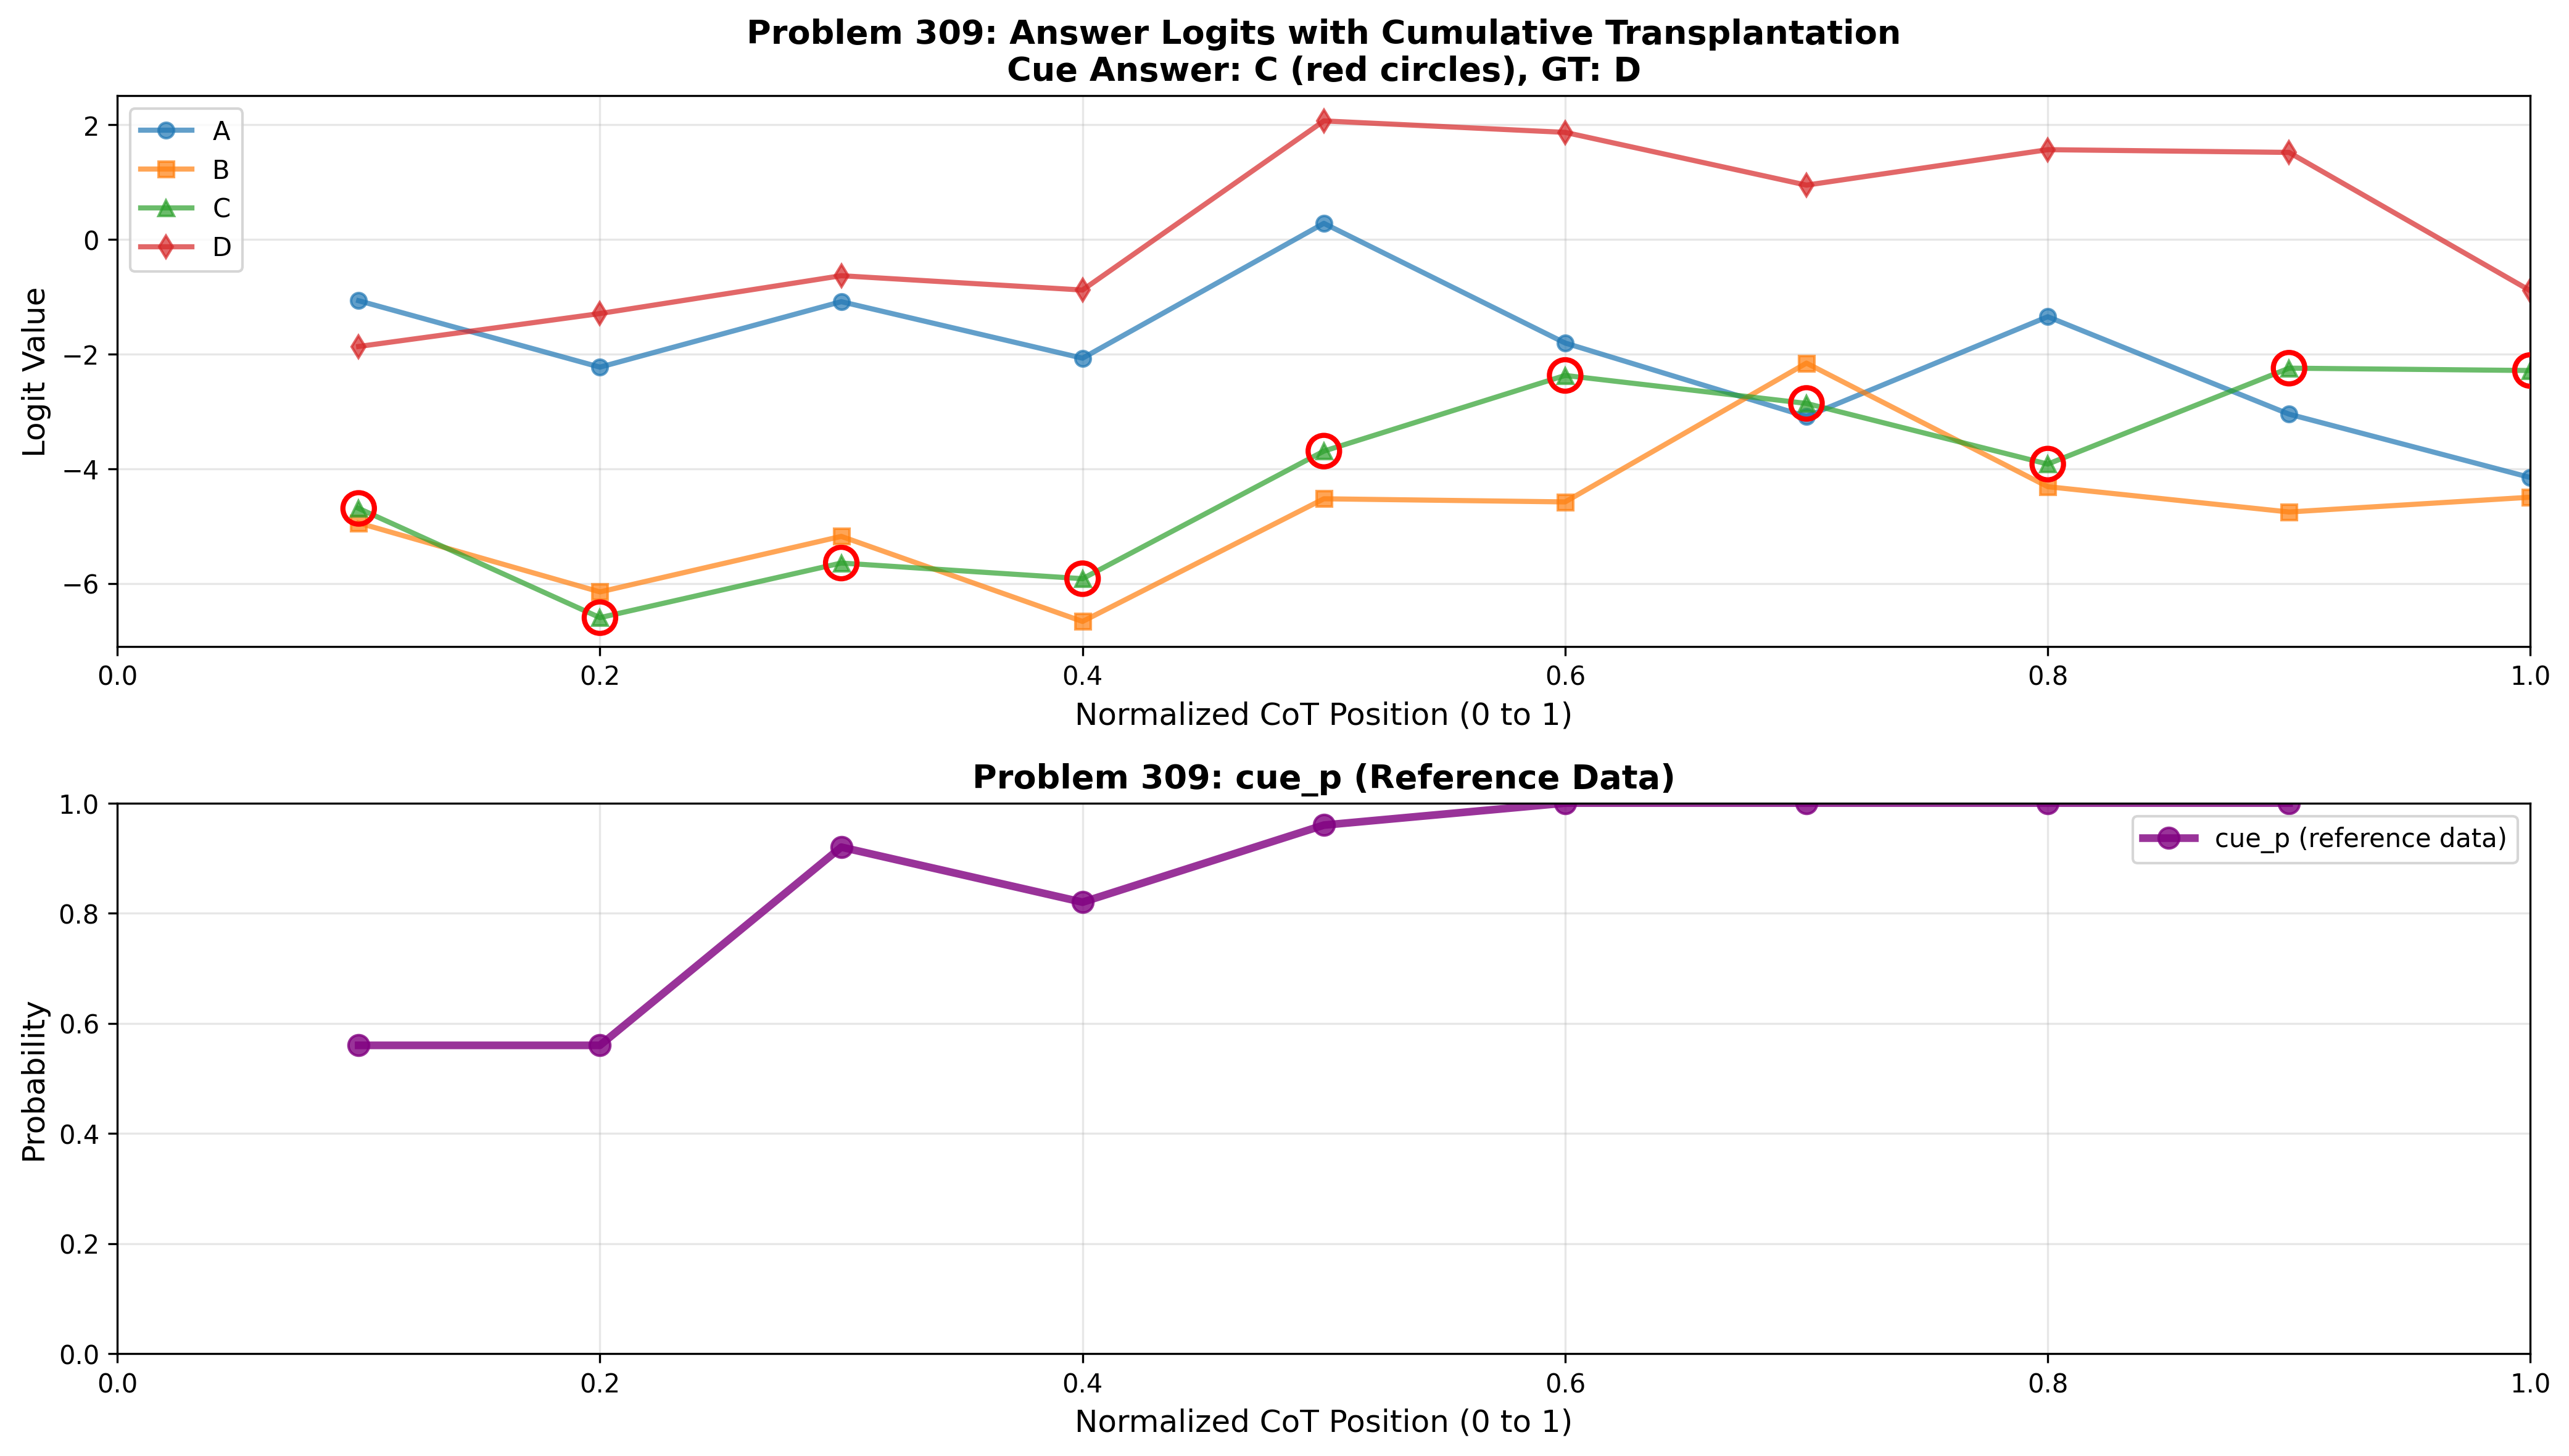 Problem 309: Answer Logits with Cumulative Transplantation
Cue Answer: C (red circles), GT: D
A
B
C
D
Logit Value
2
0
−2
−4
−6
0.0 0.2 0.4 0.6 0.8 1.0
Normalized CoT Position (0 to 1)
Problem 309: cue_p (Reference Data)
cue_p (reference data)
Probability
1.0
0.8
0.6
0.4
0.2
0.0
0.0 0.2 0.4 0.6 0.8 1.0
Normalized CoT Position (0 to 1)